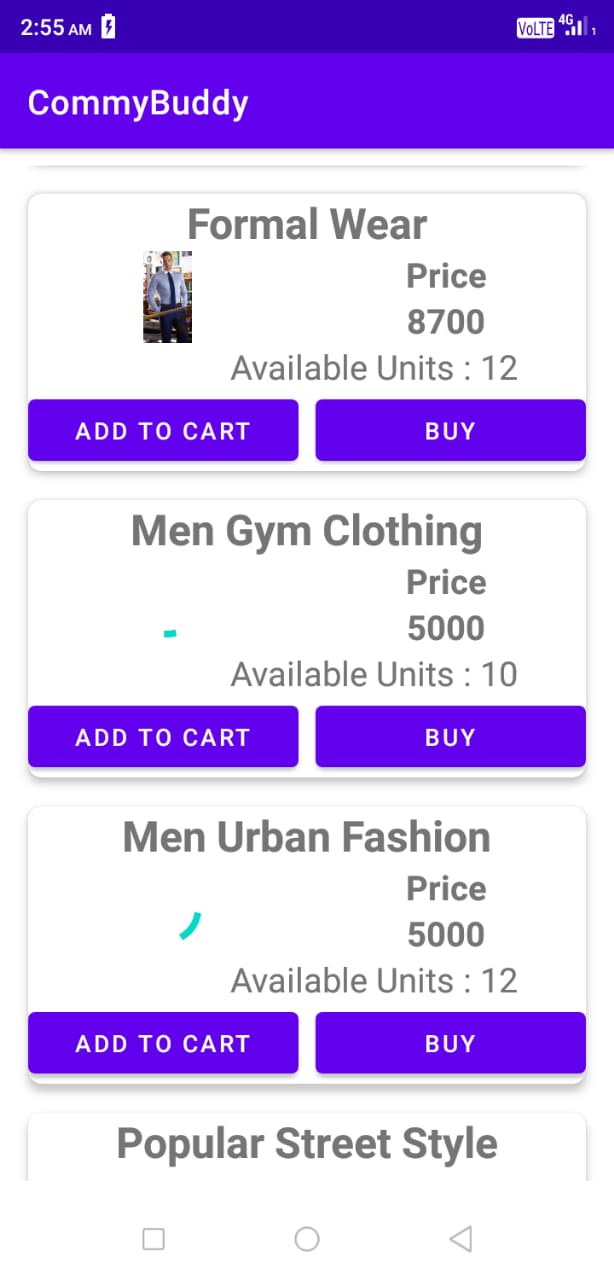 2:55 AM VoLTE 4G 1
CommyBuddy
Formal Wear
Price
8700
Available Units : 12
ADD TO CART BUY
Men Gym Clothing
Price
5000
Available Units : 10
ADD TO CART BUY
Men Urban Fashion
Price
5000
Available Units : 12
ADD TO CART BUY
Popular Street Style